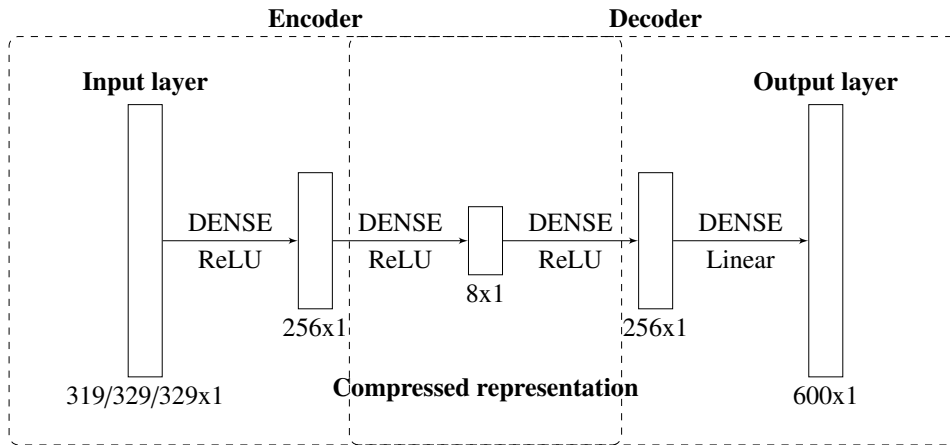 Encoder
Decoder
Input layer
Output layer
DENSE
ReLU
DENSE
ReLU
DENSE
ReLU
DENSE
Linear
8x1
256x1
256x1
Compressed representation
319/329/329x1
600x1